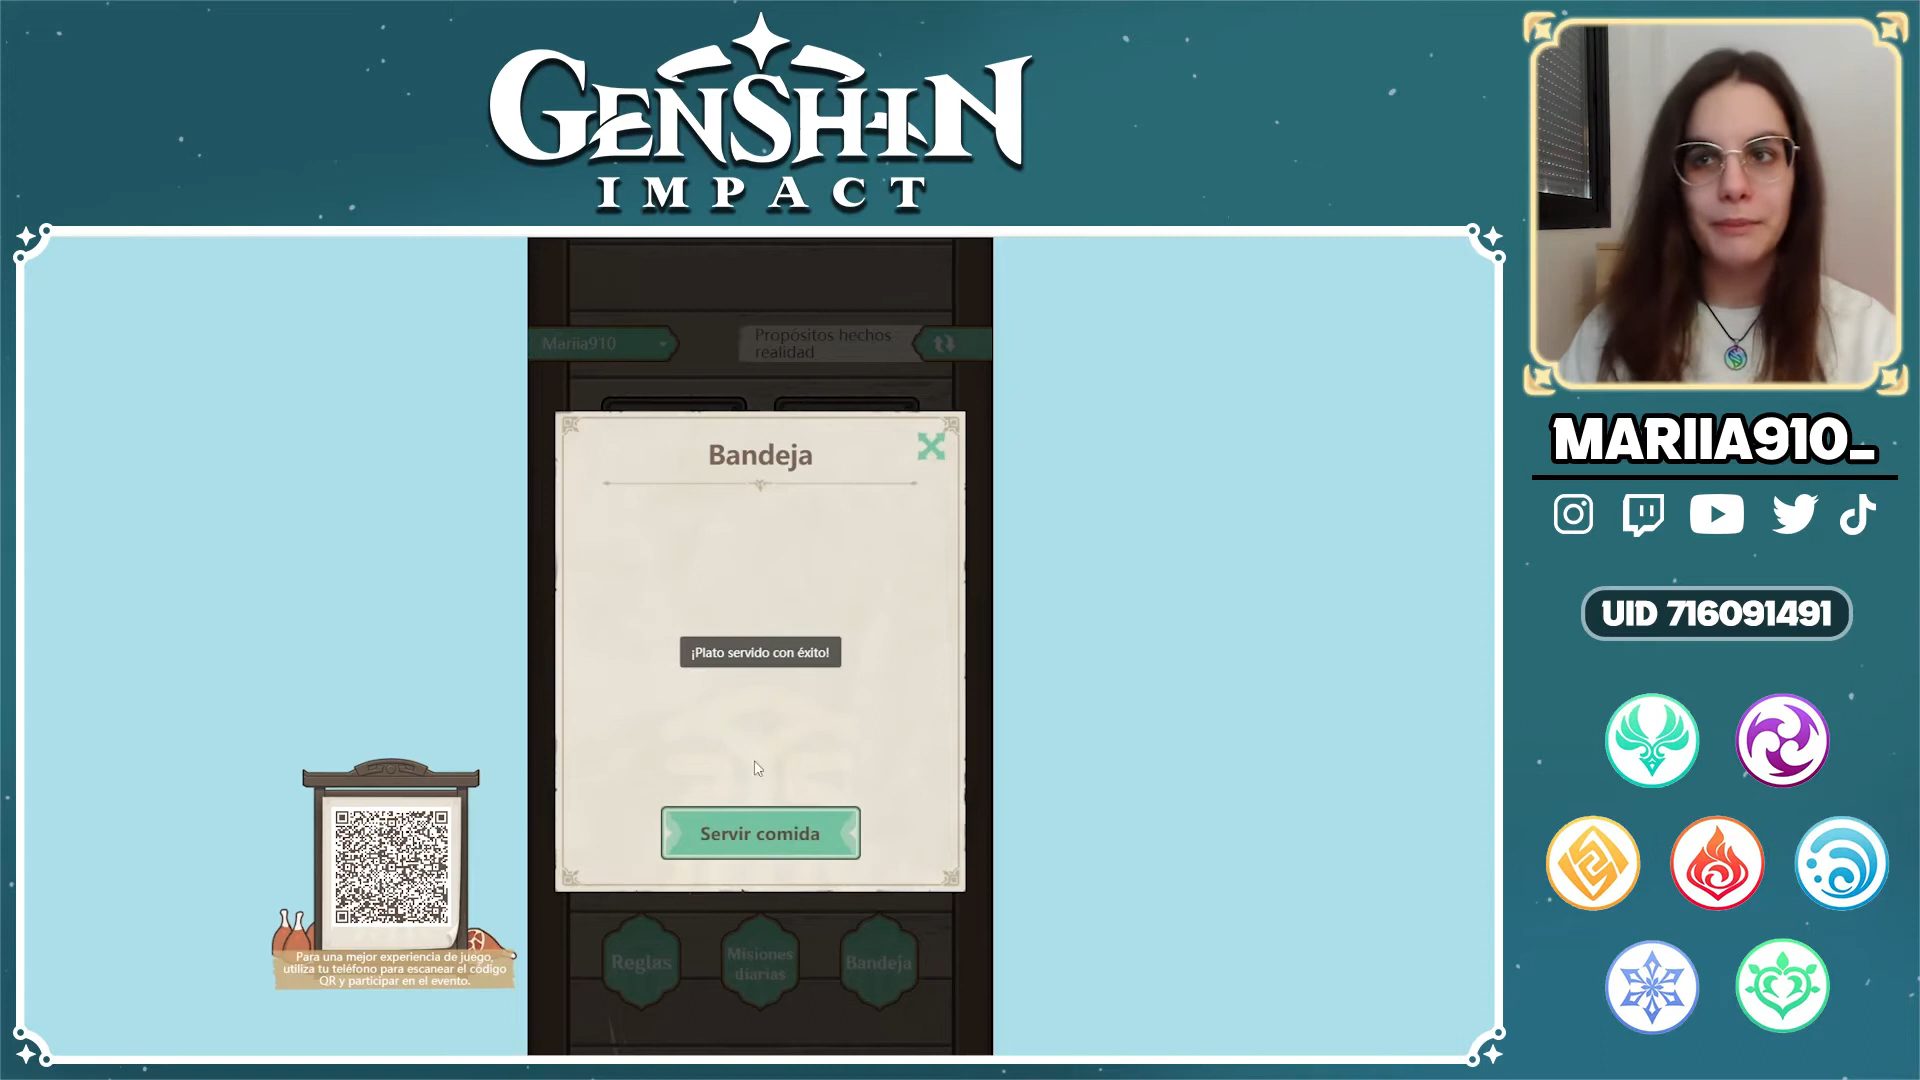 GENSHIN
IMPACT
Mariia910
Propósitos hechos
realidad
Bandeja
¡Plato servido con éxito!
Servir comida
Reglas
Misiones
diarias
Bandeja
Para una mejor experiencia de juego,
utiliza tu teléfono para escanear el código
QR y participar en el evento.
MARIIA910_
UID 716091491